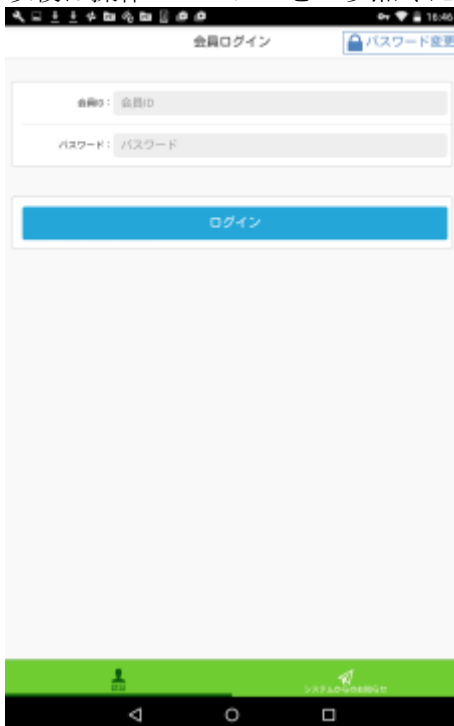 16:46
会員ログイン
パスワード変更
会員ID： 会員ID
パスワード： パスワード
ログイン
システムからのお知らせ